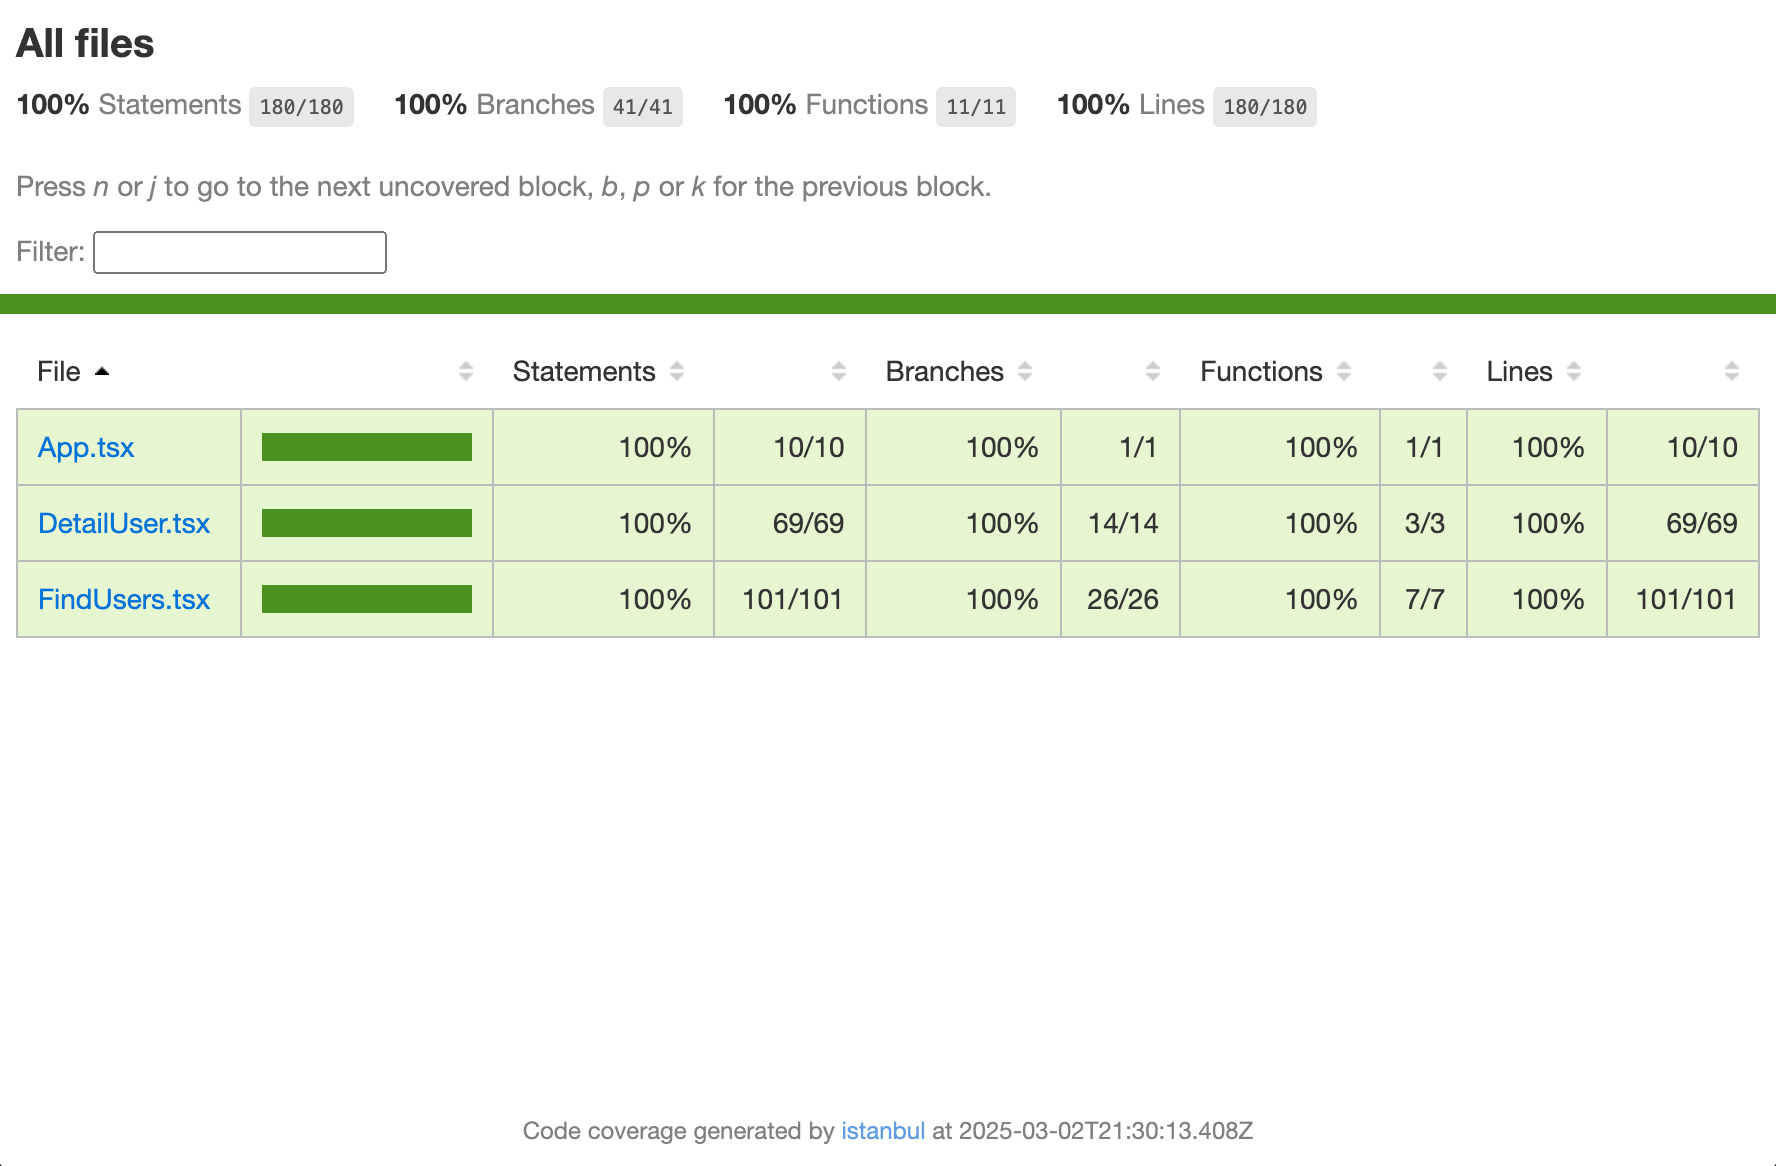 All files
100% Statements 180/180 100% Branches 41/41 100% Functions 11/11 100% Lines 180/180
Press n or j to go to the next uncovered block, b, p or k for the previous block.
Filter:
File Statements Branches Functions Lines
App.tsx 100% 10/10 100% 1/1 100% 1/1 100% 10/10
DetailUser.tsx 100% 69/69 100% 14/14 100% 3/3 100% 69/69
FindUsers.tsx 100% 101/101 100% 26/26 100% 7/7 100% 101/101
Code coverage generated by istanbul at 2025-03-02T21:30:13.408Z